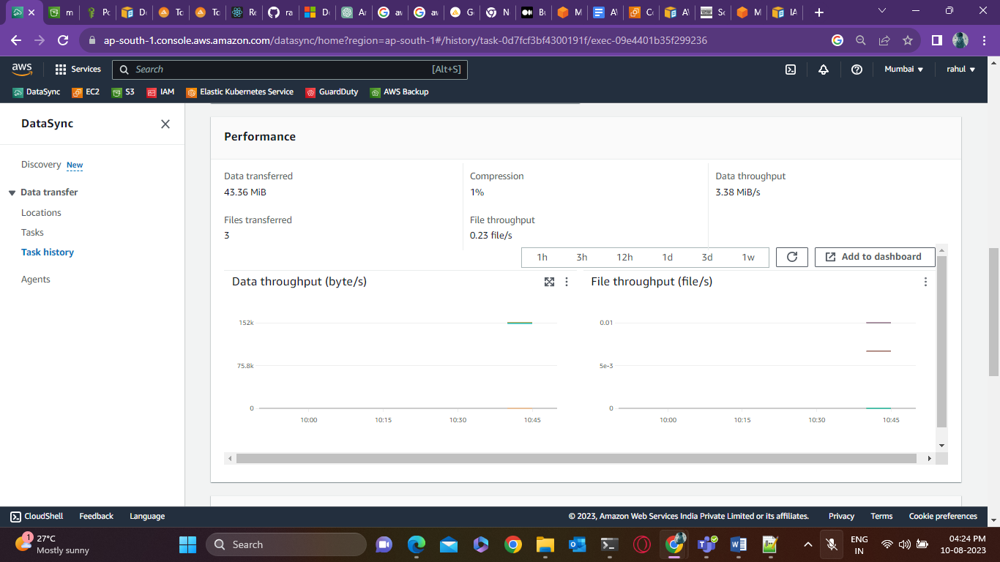 m
Po
D
To
To
Re
ra
D
Ar
av
av
G
N
Bu
M
A
Co
A
Sc
M
IA
ap-south-1.console.aws.amazon.com/datasync/home?region=ap-south-1#/history/task-0d7fcf3bf4300191f/exec-09e4401b35f299236
aws
Services
Search
[Alt+S]
Mumbai
rahul
DataSync
EC2
S3
IAM
Elastic Kubernetes Service
GuardDuty
AWS Backup
DataSync
Discovery New
Data transfer
Locations
Tasks
Task history
Agents
Performance
Data transferred
43.36 MiB
Compression
1%
Data throughput
3.38 MiB/s
Files transferred
3
File throughput
0.23 file/s
1h 3h 12h 1d 3d 1w
Add to dashboard
Data throughput (byte/s)
152k
75.8k
0
10:00 10:15 10:30 10:45
File throughput (file/s)
0.01
5e-3
0
10:00 10:15 10:30 10:45
CloudShell Feedback Language
© 2023, Amazon Web Services India Private Limited or its affiliates. Privacy Terms Cookie preferences
1
27°C
Mostly sunny
Search
ENG
IN
04:24 PM
10-08-2023